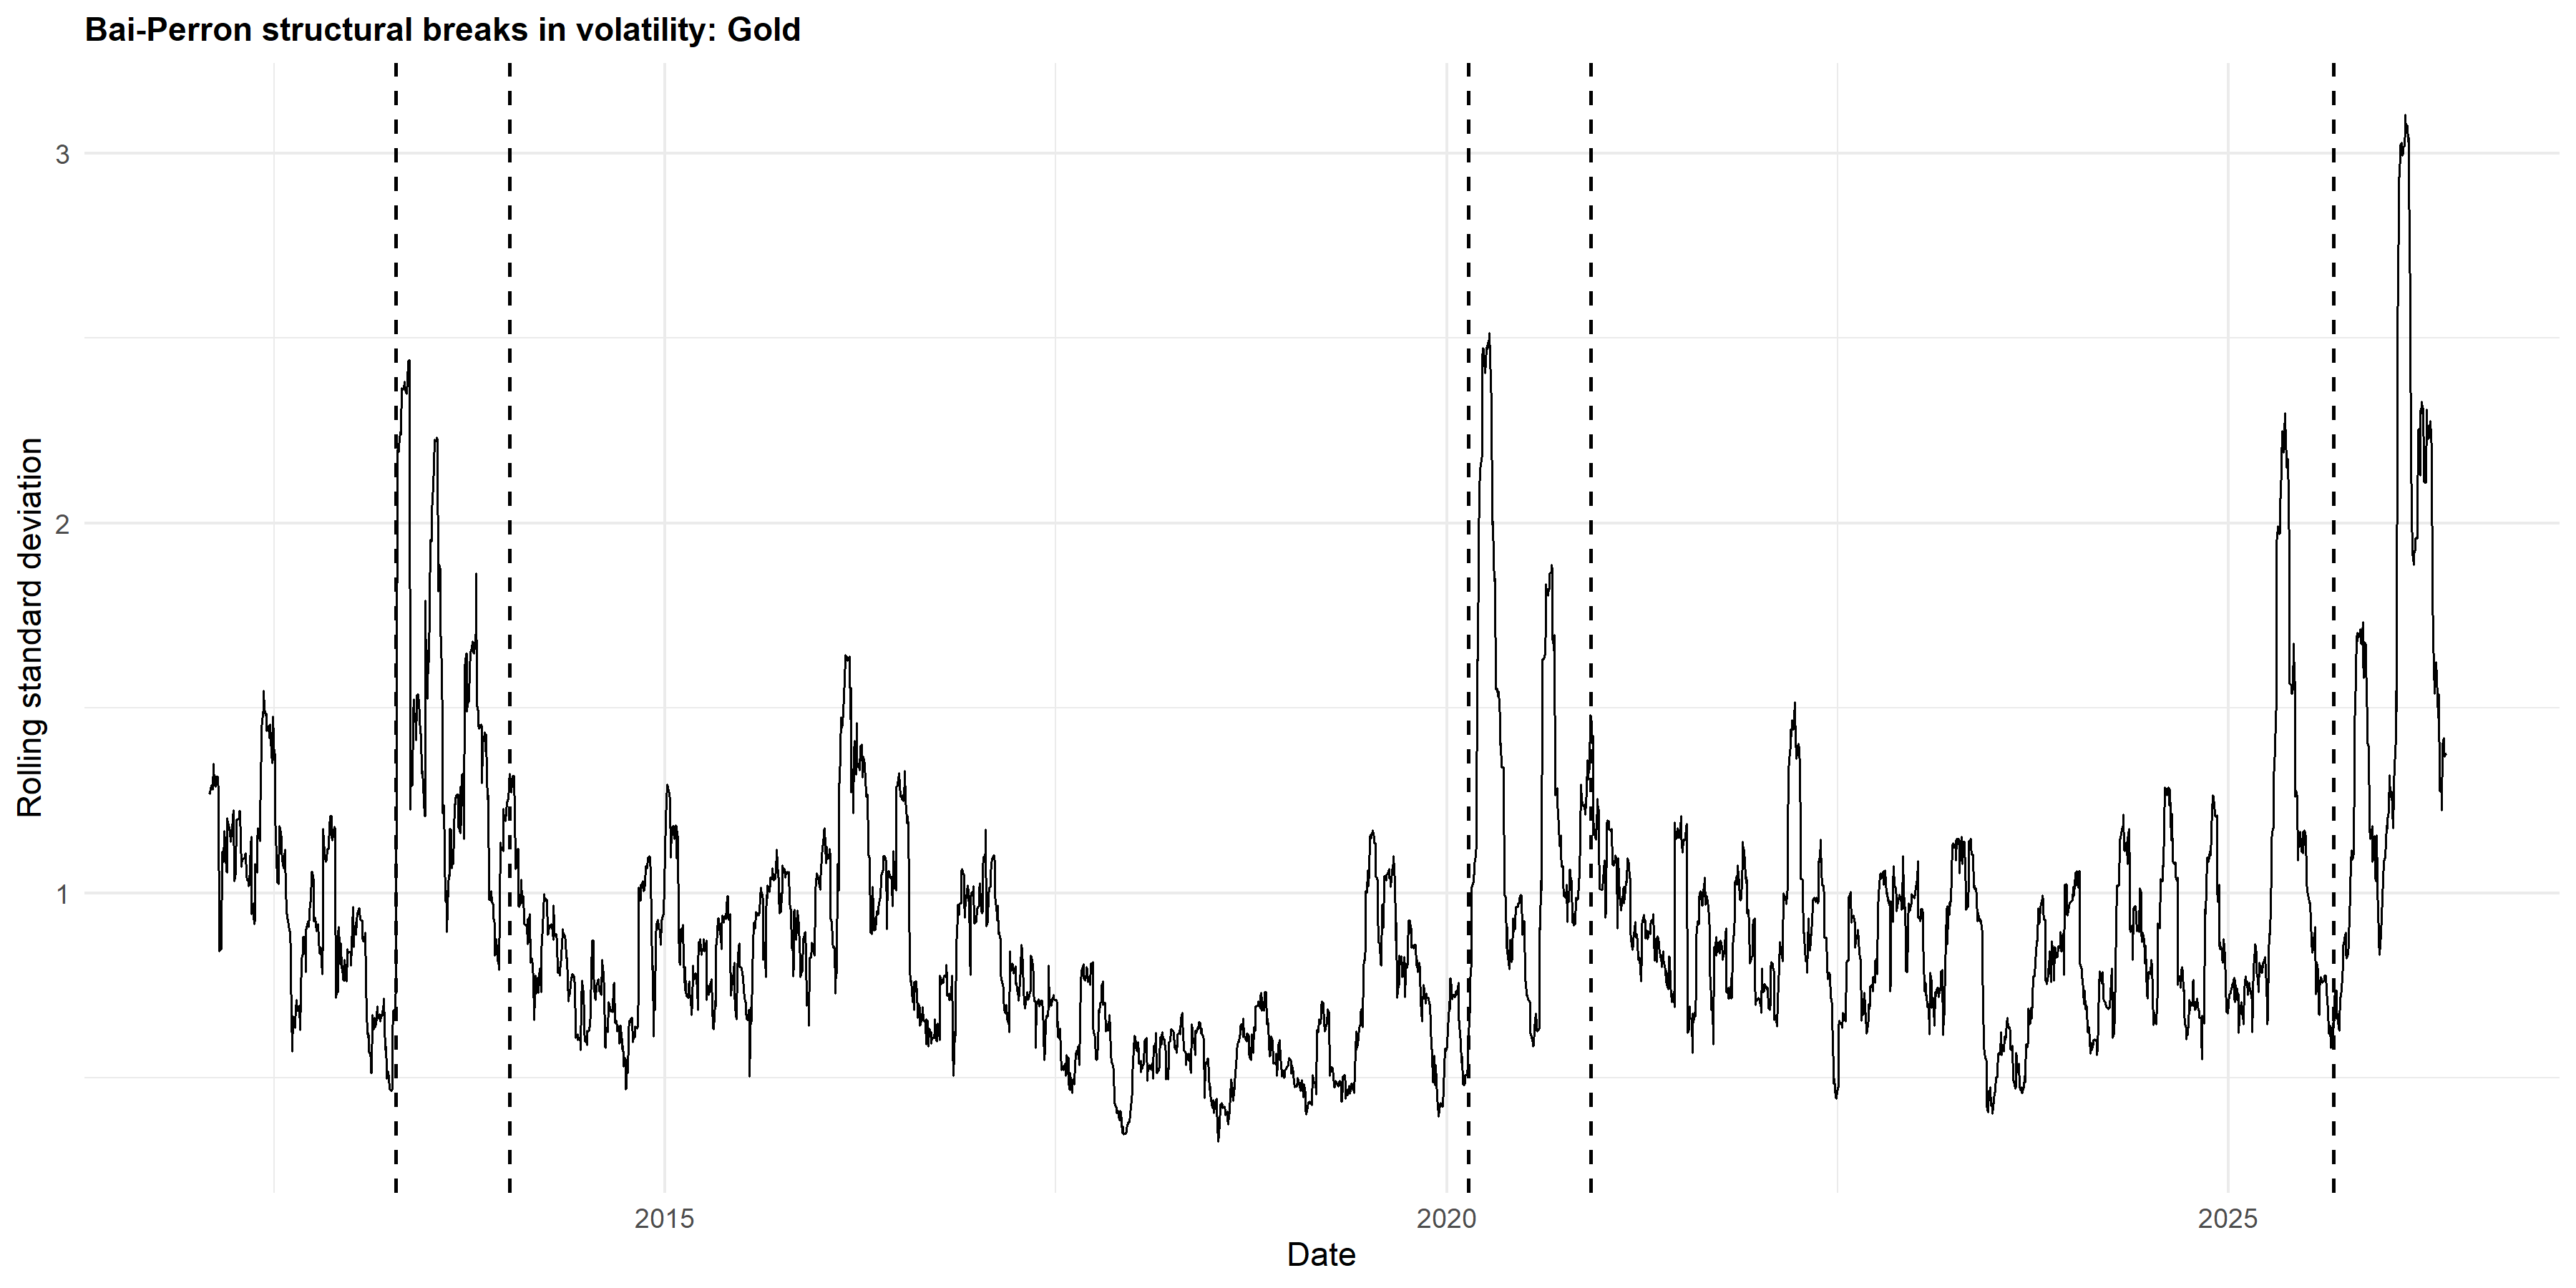 Bai-Perron structural breaks in volatility: Gold
3
2
1
Rolling standard deviation
2015
2020
2025
Date